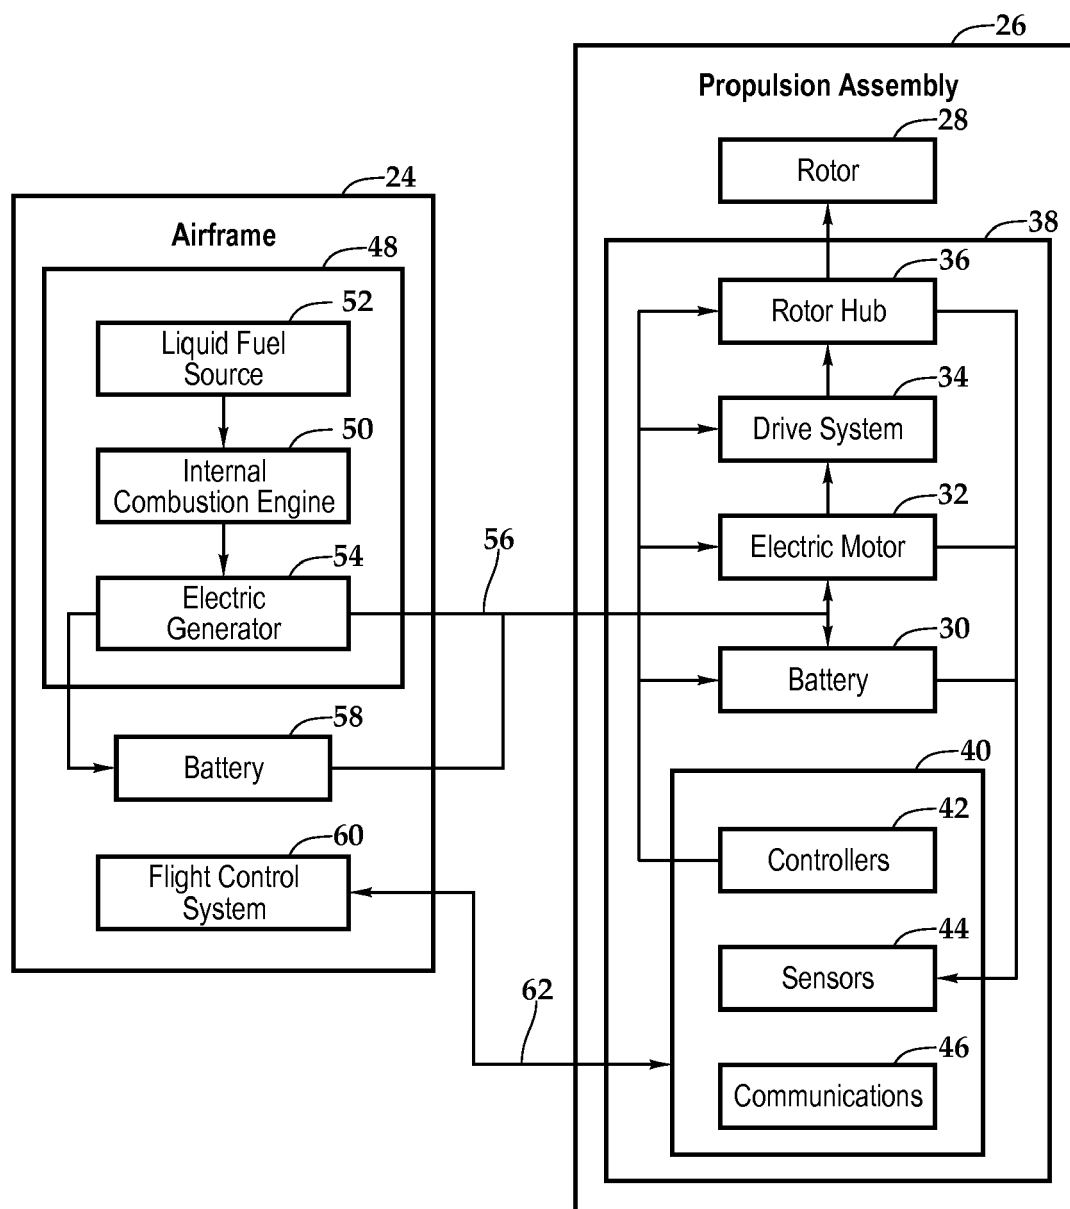 26
Propulsion Assembly
28
Rotor
24
Airframe
38
48
36
Rotor Hub
52
Liquid Fuel
Source
34
Drive System
50
Internal
Combustion Engine
32
Electric Motor
56
54
Electric
Generator
30
Battery
58
Battery
40
42
Controllers
60
Flight Control
System
44
Sensors
62
46
Communications